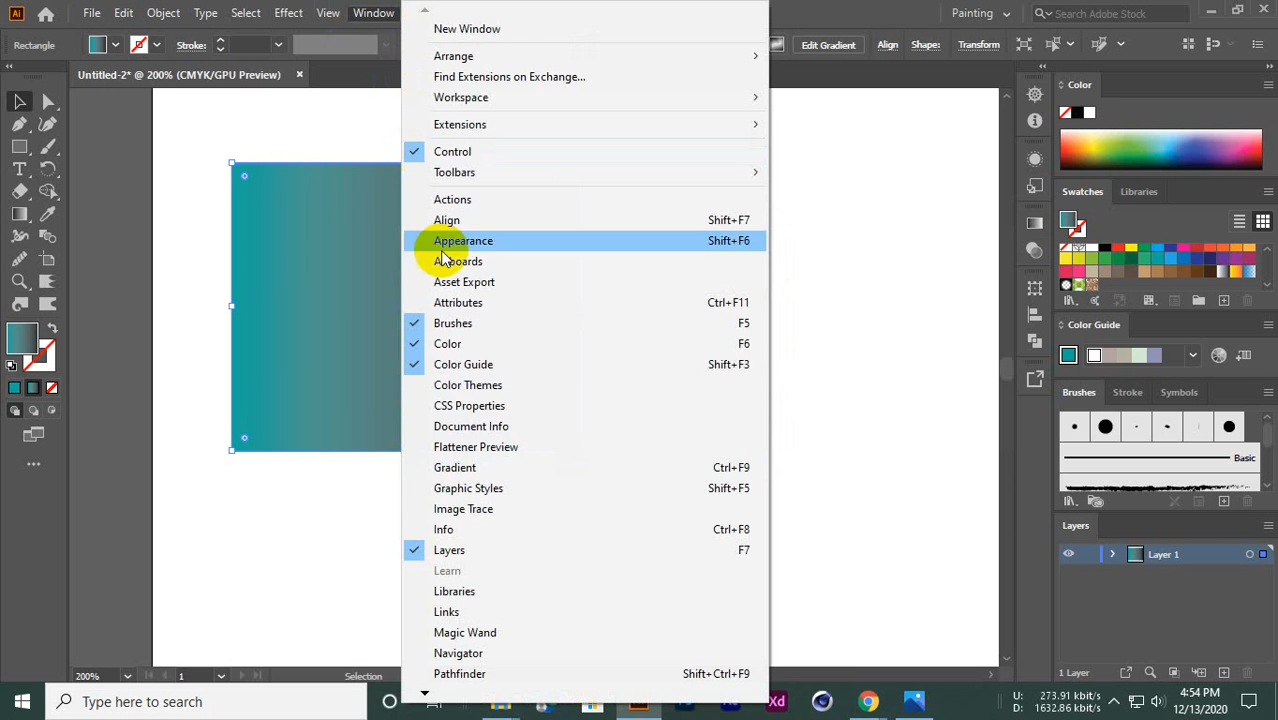 Ai File Edit Object Type Select Effect View Window Painting Search Adobe Stock
Rectangle Stroke: Edit Gradient Align Shape: Transform
Untitled-2* @ 200% (CMYK/GPU Preview)
New Window
Arrange
Find Extensions on Exchange...
Workspace
Extensions
Control
Toolbars
Actions
Align Shift+F7
Appearance Shift+F6
Asset Export
Attributes Ctrl+F11
Brushes F5
Color F6
Color Guide Shift+F3
Color Themes
CSS Properties
Document Info
Flattener Preview
Gradient Ctrl+F9
Graphic Styles Shift+F5
Image Trace
Info Ctrl+F8
Layers F7
Learn
Libraries
Links
Magic Wand
Navigator
Pathfinder Shift+Ctrl+F9
Color
Swatches Libraries
Color Guide
Brushes Stroke Symbols
Basic
Layers
Layer 1
1 Layer
200% 1 Selection
Type here to search
Xd
U: 273.91 kbit/s
D: 1632.86 kbit/s
4:54 PM
12/13/2020